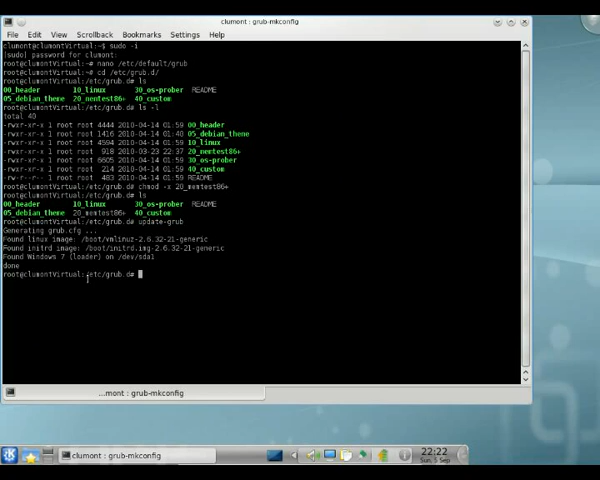 clumont : grub-mkconfig
File Edit View Scrollback Bookmarks Settings Help
clumont@clumontVirtual:~$ sudo -i
[sudo] password for clumont:
root@clumontVirtual:~# nano /etc/default/grub
root@clumontVirtual:~# cd /etc/grub.d/
root@clumontVirtual:/etc/grub.d# ls
00_header 10_linux 30_os-prober README
05_debian_theme 20_memtest86+ 40_custom
root@clumontVirtual:/etc/grub.d# ls -l
total 40
-rwxr-xr-x 1 root root 4444 2010-04-14 01:59 00_header
-rwxr-xr-x 1 root root 1416 2010-04-14 01:48 05_debian_theme
-rwxr-xr-x 1 root root 4594 2010-04-14 01:59 10_linux
-rwxr-xr-x 1 root root 918 2010-03-23 22:37 20_memtest86+
-rwxr-xr-x 1 root root 6605 2010-04-14 01:59 30_os-prober
-rwxr-xr-x 1 root root 214 2010-04-14 01:59 40_custom
-rw-r--r-- 1 root root 483 2010-04-14 01:59 README
root@clumontVirtual:/etc/grub.d# chmod -x 20_memtest86+
root@clumontVirtual:/etc/grub.d# ls
00_header 10_linux 30_os-prober README
05_debian_theme 20_memtest86+ 40_custom
root@clumontVirtual:/etc/grub.d# update-grub
Generating grub.cfg ...
Found linux image: /boot/vmlinuz-2.6.32-21-generic
Found initrd image: /boot/initrd.img-2.6.32-21-generic
Found Windows 7 (loader) on /dev/sda1
done
root@clumontVirtual:/etc/grub.d#
...mont : grub-mkconfig
clumont : grub-mkconfig
22:22
Sun, 5 Sep